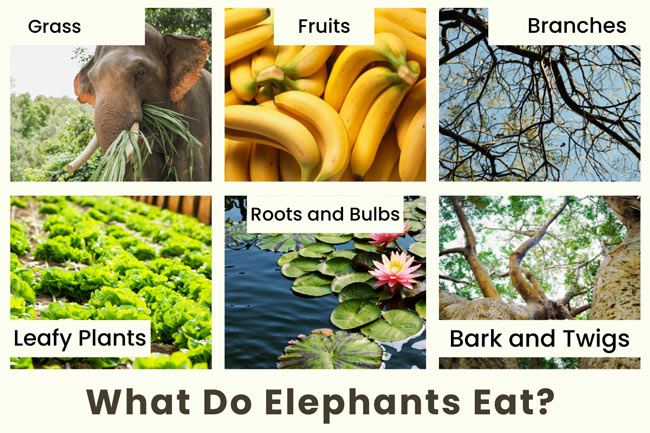 Grass
Fruits
Branches
Leafy Plants
Roots and Bulbs
Bark and Twigs
What Do Elephants Eat?